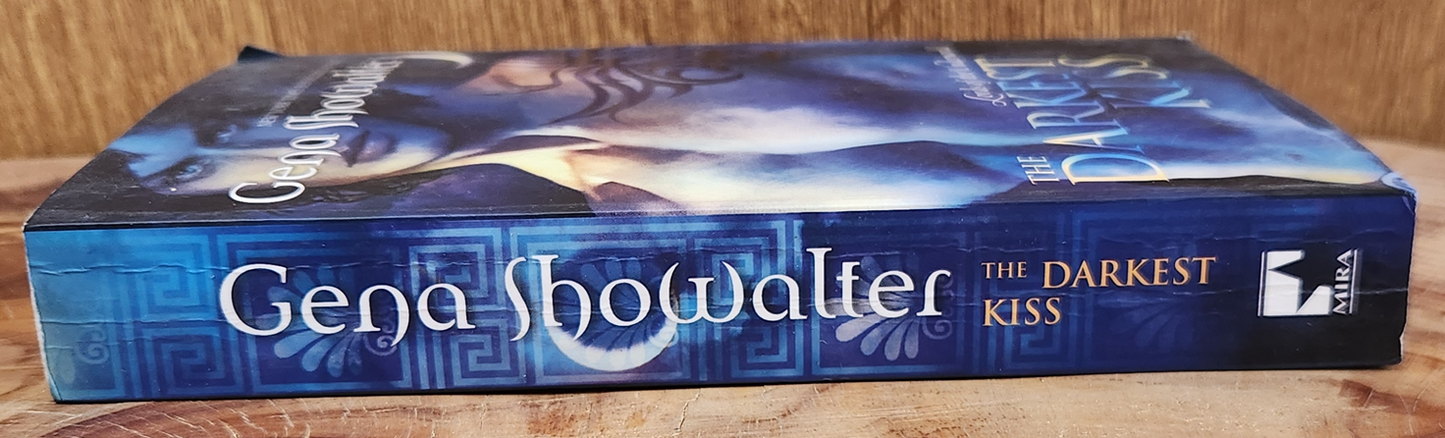 Gena Showalter
THE DARKEST
KISS
MIRA
Gena Showalter
THE
DARKEST
KISS